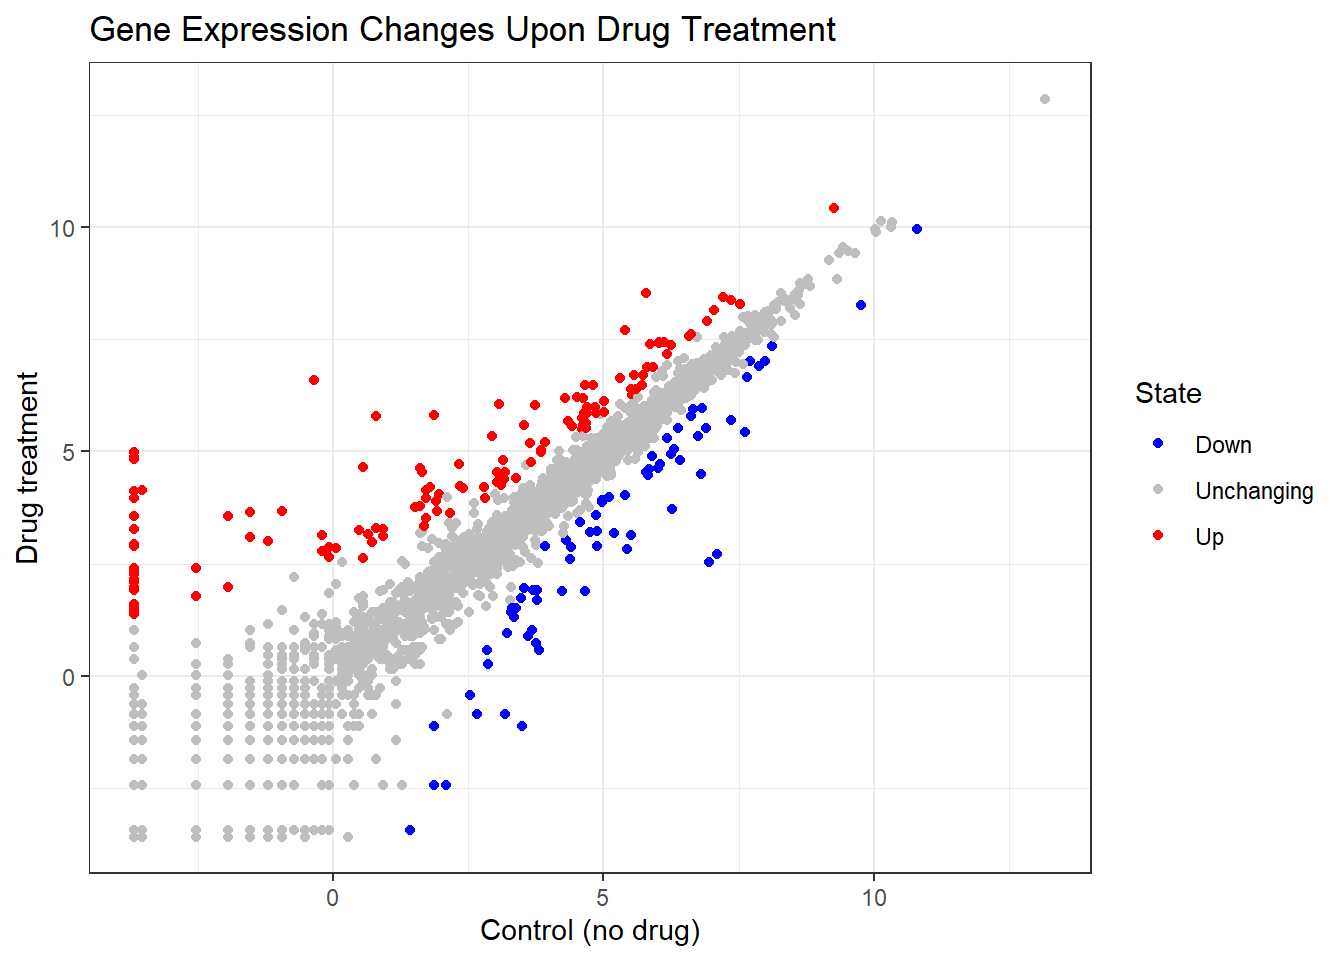 Gene Expression Changes Upon Drug Treatment
10
5
0
Drug treatment
0 5 10
Control (no drug)
State
Down
Unchanging
Up